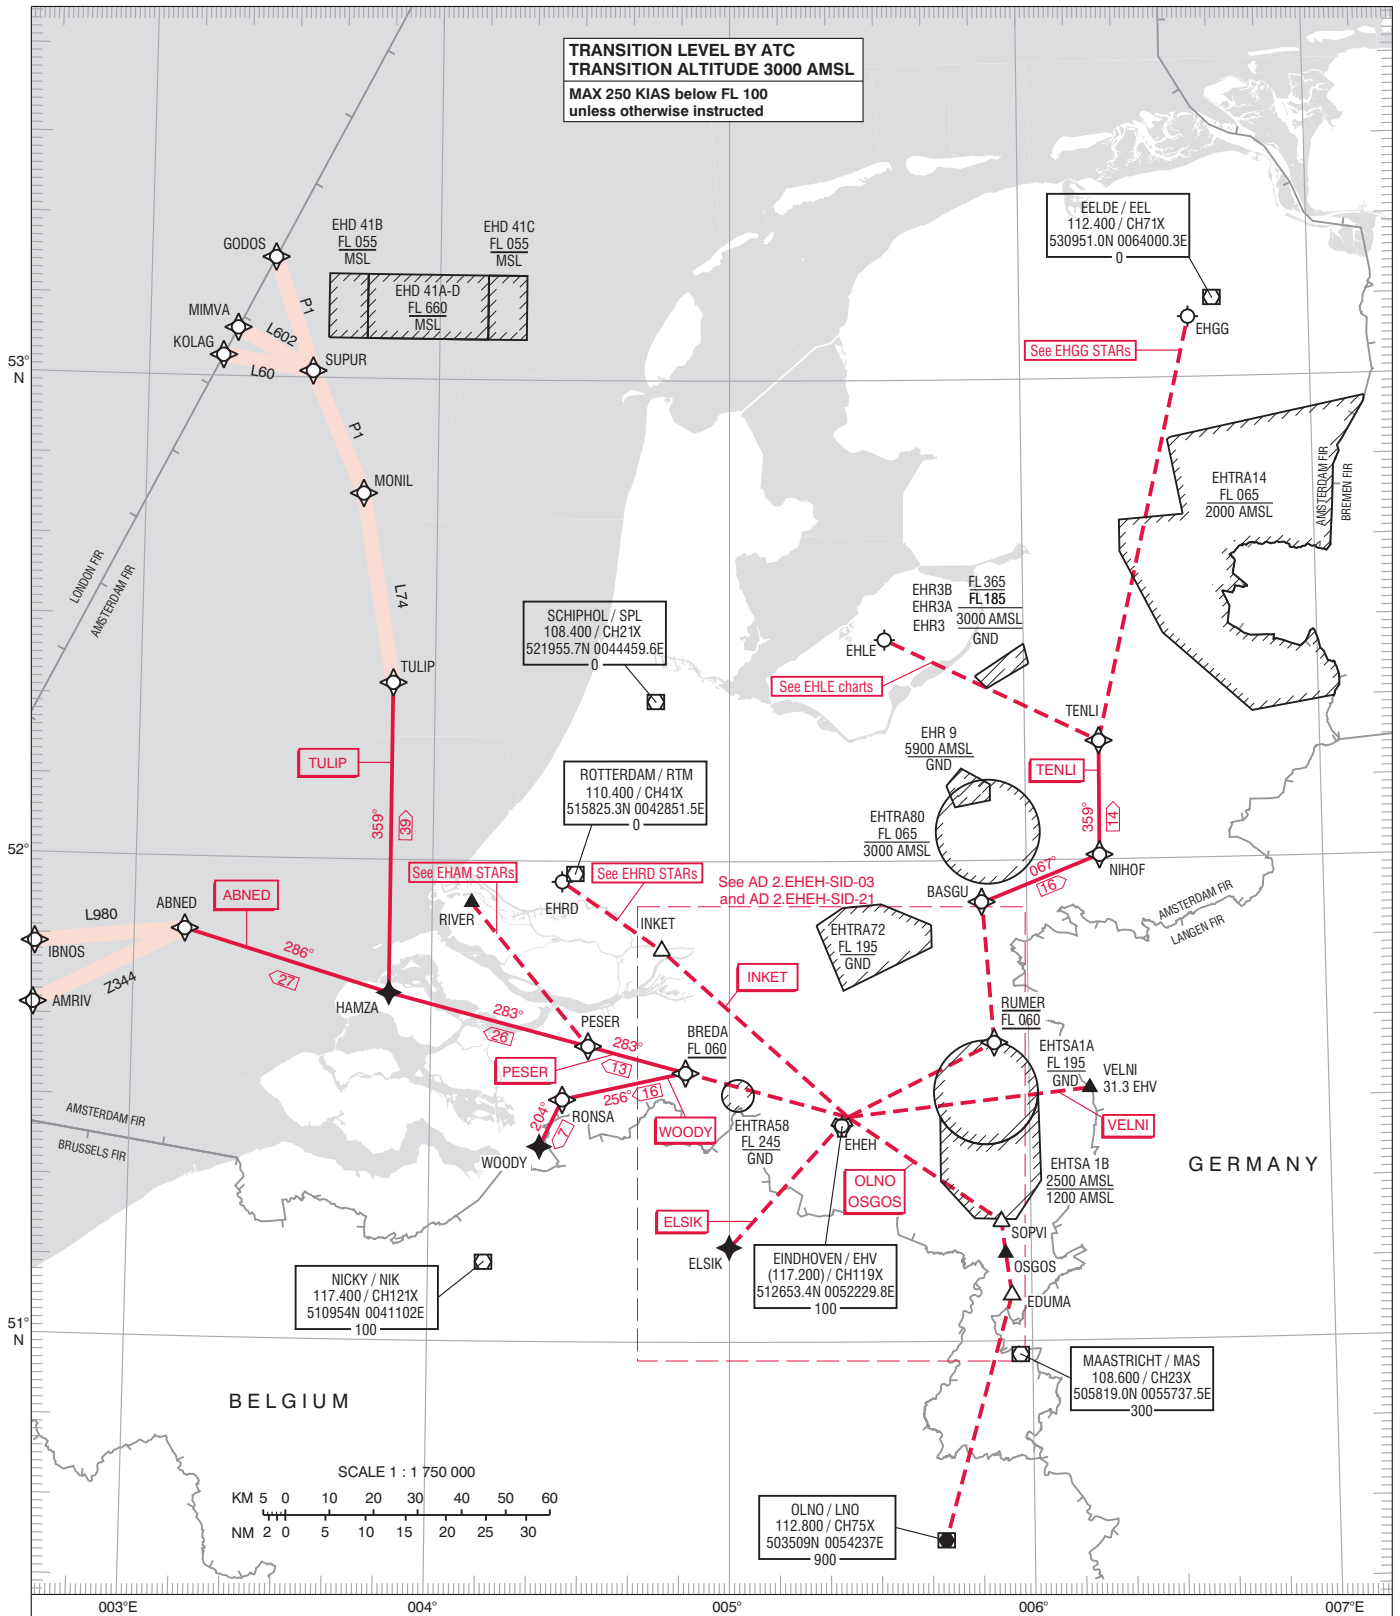 TRANSITION LEVEL BY ATC
TRANSITION ALTITUDE 3000 AMSL
MAX 250 KIAS below FL 100
unless otherwise instructed
EELDE / EEL
112.400 / CH71X
530951.0N 0064000.3E
0
GODOS
EHD 41B
FL 055
MSL
EHD 41C
FL 055
MSL
EHD 41A-D
FL 660
MSL
MIMVA
KOLAG
P1
L602
L60
SUPUR
EHGG
See EHGG STARs
53°
N
P1
MONIL
EHTRA14
FL 065
2000 AMSL
AMSTERDAM FIR
BREMEN FIR
LONDON FIR
AMSTERDAM FIR
L74
EHR3B
EHR3A
EHR3
FL 365
FL 185
3000 AMSL
GND
SCHIPHOL / SPL
108.400 / CH21X
521955.7N 0044459.6E
0
EHLE
See EHLE charts
TULIP
TENLI
TULIP
EHR 9
5900 AMSL
GND
TENLI
ROTTERDAM / RTM
110.400 / CH41X
515825.3N 0042851.5E
0
359°
39
EHTRA80
FL 065
3000 AMSL
359°
14
52°
N
NIHOF
067°
16
See EHAM STARs
See EHRD STARs
See AD 2.EHEH-SID-03
and AD 2.EHEH-SID-21
BASGU
ABNED
ABNED
L980
IBNOS
RIVER
EHRD
INKET
EHTRA72
FL 195
GND
AMSTERDAM FIR
LANGEN FIR
286°
27
Z344
AMRIV
INKET
HAMZA
283°
26
PESER
RUMER
FL 060
BREDA
FL 060
283°
13
EHTSA1A
FL 195
GND
VELNI
31.3 EHV
PESER
256°
16
RONSA
AMSTERDAM FIR
BRUSSELS FIR
204°
7
WOODY
WOODY
EHTRA58
FL 245
GND
EHEH
VELNI
GERMANY
EHTSA 1B
2500 AMSL
1200 AMSL
OLNO
OSGOS
ELSIK
ELSIK
SOPVI
OSGOS
EDUMA
EINDHOVEN / EHV
(117.200) / CH119X
512653.4N 0052229.8E
100
NICKY / NIK
117.400 / CH121X
510954N 0041102E
100
51°
N
MAASTRICHT / MAS
108.600 / CH23X
505819.0N 0055737.5E
300
BELGIUM
SCALE 1 : 1 750 000
KM 5 0 10 20 30 40 50 60
NM 2 0 5 10 15 20 25 30
OLNO / LNO
112.800 / CH75X
503509N 0054237E
900
003°E 004° 005° 006° 007°E